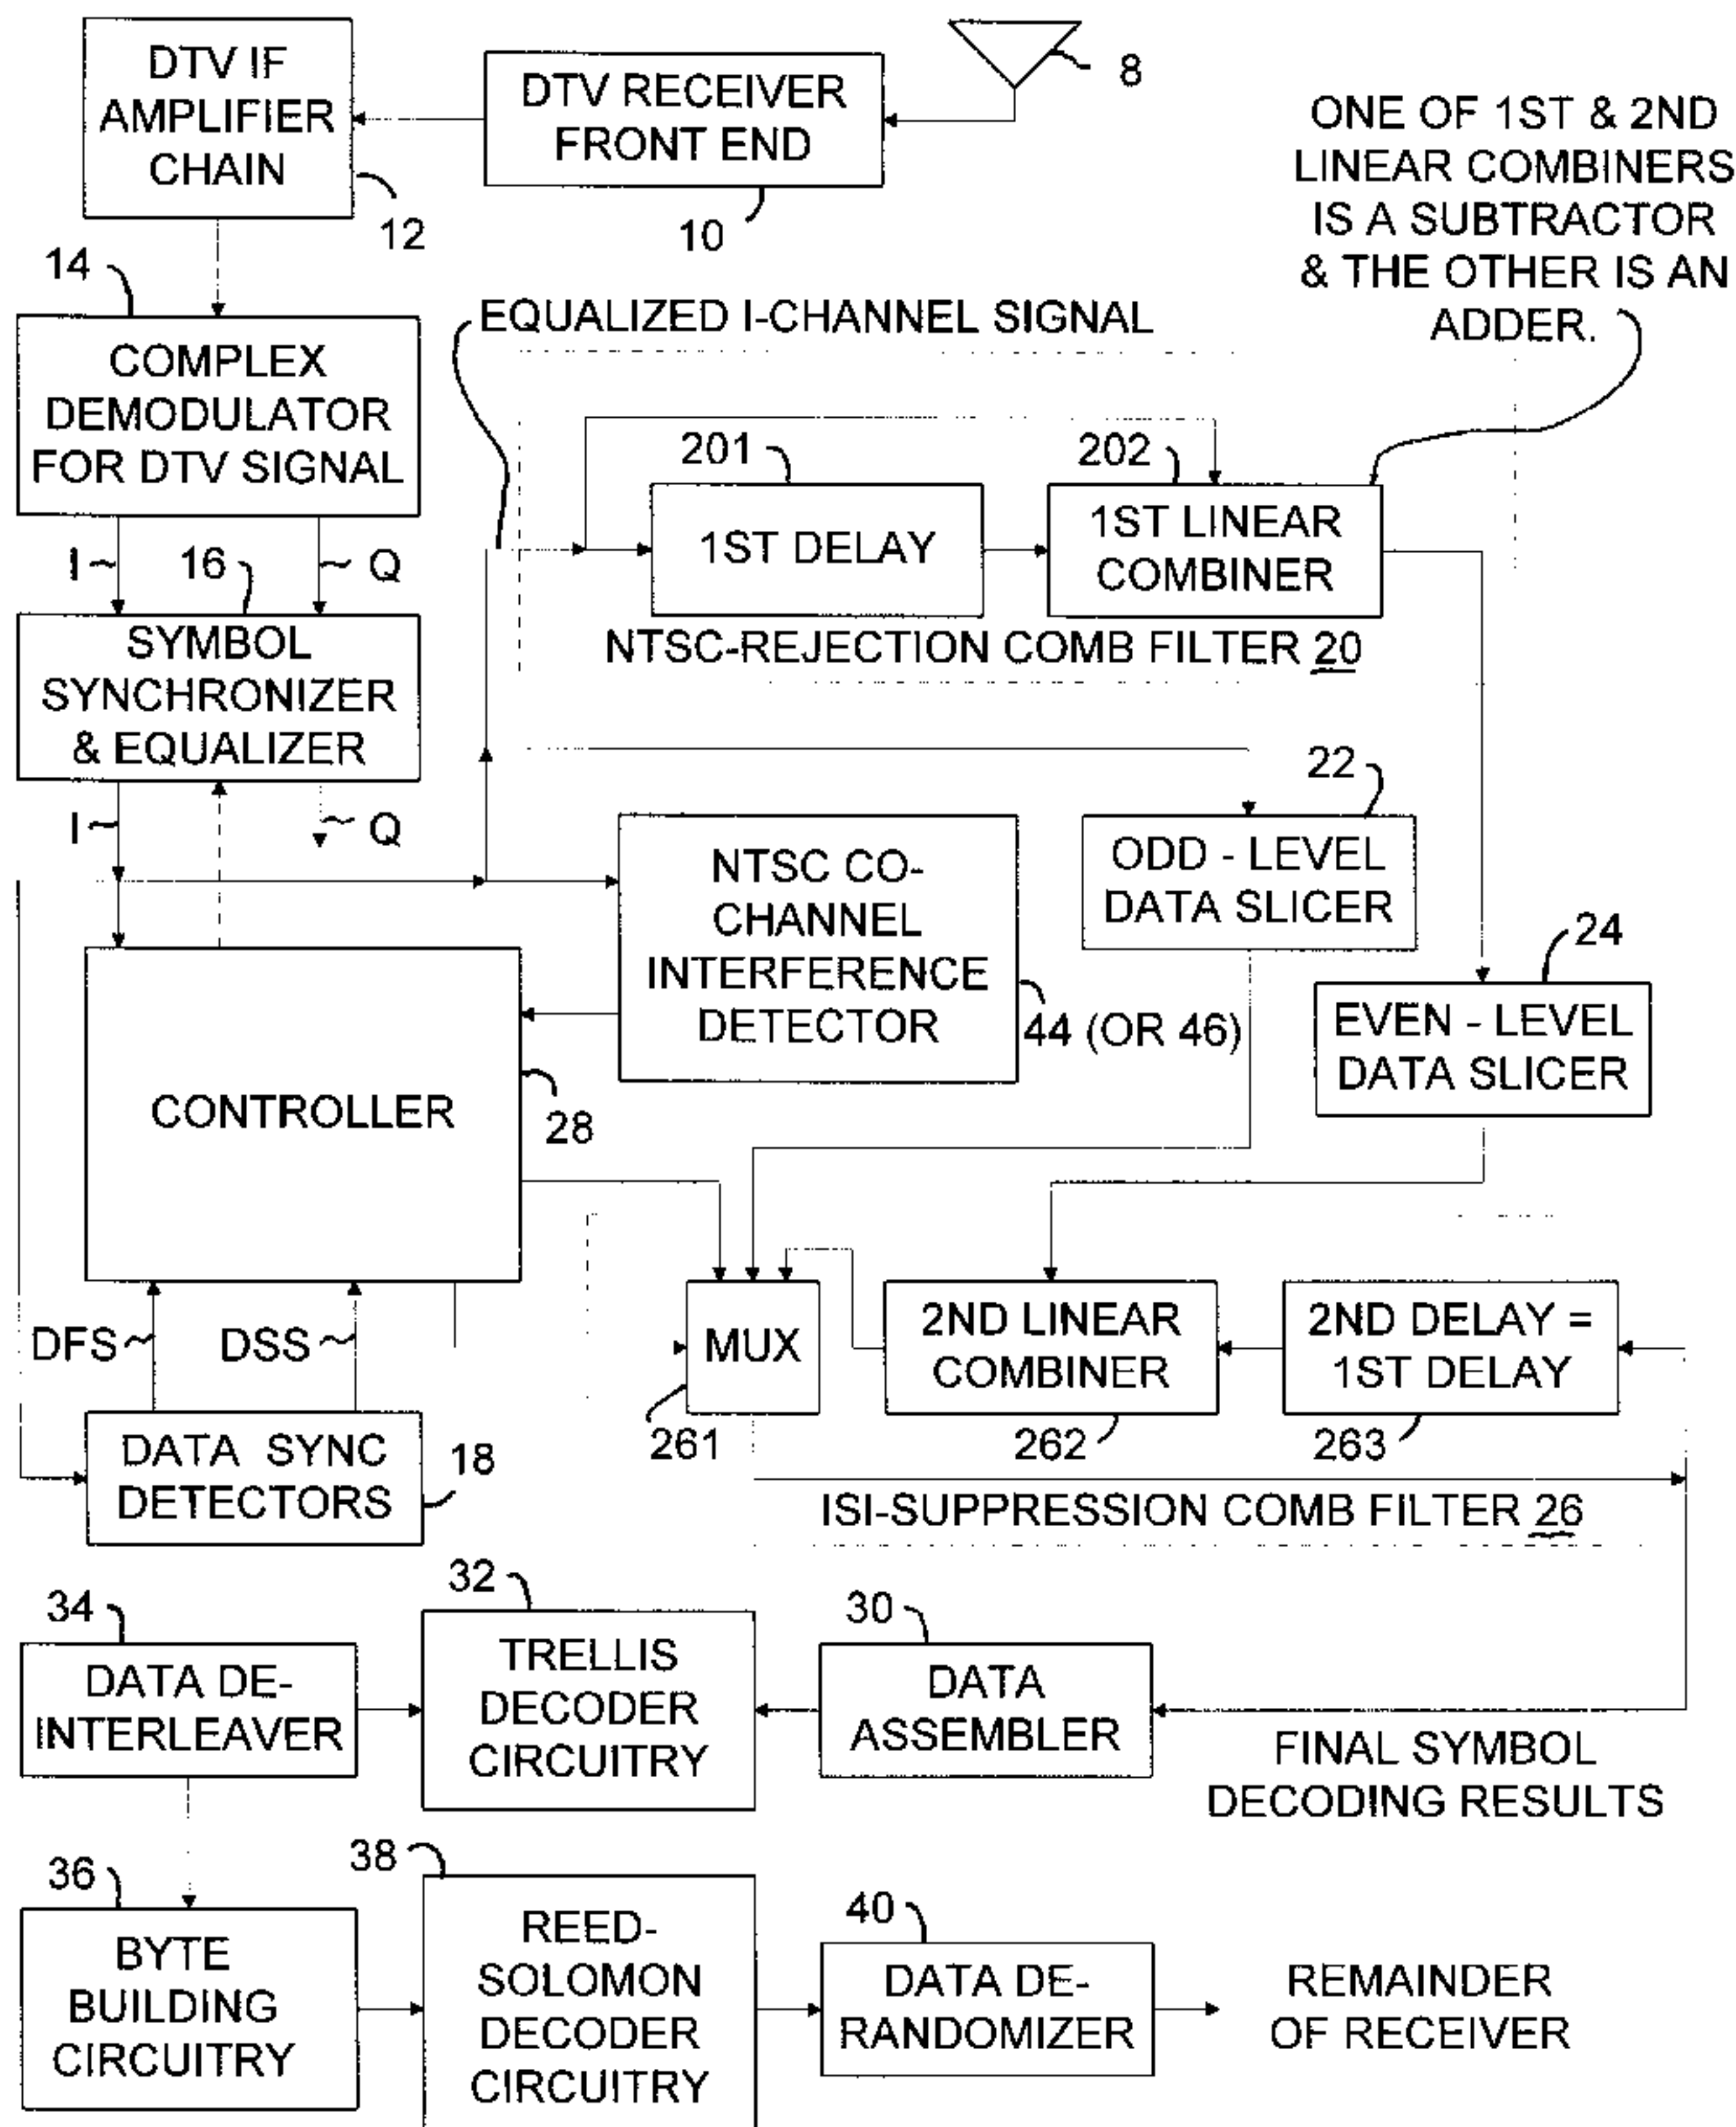 DTV IF
AMPLIFIER
CHAIN
12
DTV RECEIVER
FRONT END
10
8
ONE OF 1ST & 2ND
LINEAR COMBINERS
IS A SUBTRACTOR
& THE OTHER IS AN
ADDER.
14
COMPLEX
DEMODULATOR
FOR DTV SIGNAL
EQUALIZED I-CHANNEL SIGNAL
I
16
Q
201
1ST DELAY
202
1ST LINEAR
COMBINER
NTSC-REJECTION COMB FILTER 20
SYMBOL
SYNCHRONIZER
& EQUALIZER
I
Q
NTSC CO-
CHANNEL
INTERFERENCE
DETECTOR
44 (OR 46)
22
ODD - LEVEL
DATA SLICER
24
EVEN - LEVEL
DATA SLICER
CONTROLLER
28
DFS
DSS
MUX
261
2ND LINEAR
COMBINER
262
2ND DELAY =
1ST DELAY
263
DATA SYNC
DETECTORS
18
ISI-SUPPRESSION COMB FILTER 26
34
DATA DE-
INTERLEAVER
32
TRELLIS
DECODER
CIRCUITRY
30
DATA
ASSEMBLER
FINAL SYMBOL
DECODING RESULTS
36
BYTE
BUILDING
CIRCUITRY
38
REED-
SOLOMON
DECODER
CIRCUITRY
40
DATA DE-
RANDOMIZER
REMAINDER
OF RECEIVER